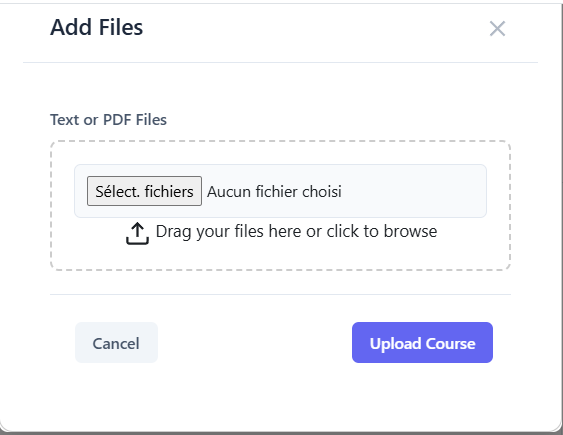 Add Files
Text or PDF Files
Sélect. fichiers Aucun fichier choisi
Drag your files here or click to browse
Cancel Upload Course